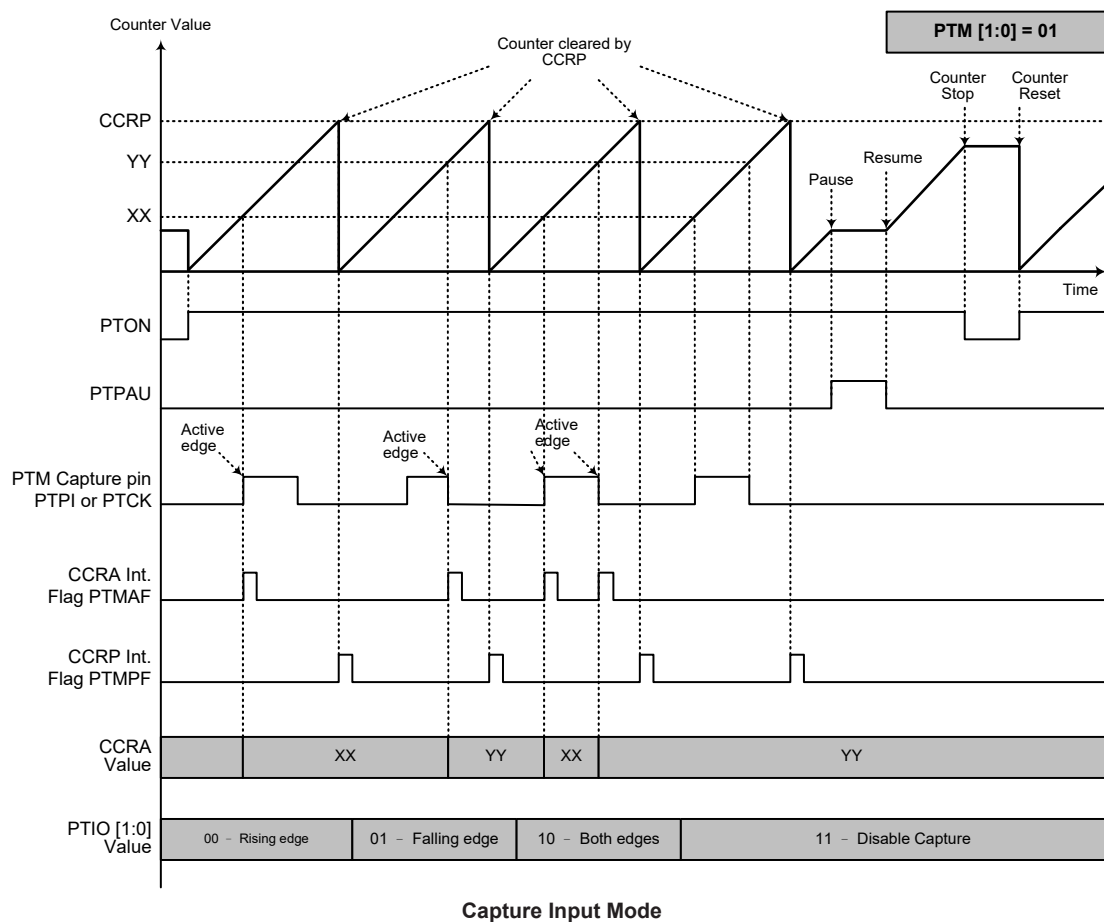 Counter Value
PTM [1:0] = 01
Counter cleared by
CCRP
Counter
Stop
Counter
Reset
CCRP
YY
XX
Pause
Resume
Time
PTON
PTPAU
Active
edge
Active
edge
Active
edge
PTM Capture pin
PTPI or PTCK
CCRA Int.
Flag PTMAF
CCRP Int.
Flag PTMPF
CCRA
Value
XX
YY
XX
YY
PTIO [1:0]
Value
00 – Rising edge
01 – Falling edge
10 – Both edges
11 – Disable Capture
Capture Input Mode